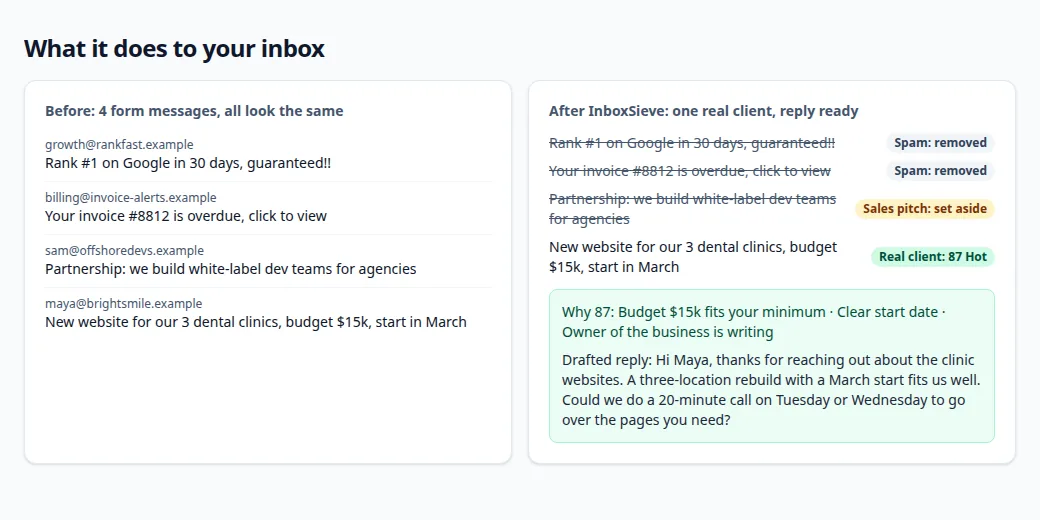 What it does to your inbox
Before: 4 form messages, all look the same
growth@rankfast.example
Rank #1 on Google in 30 days, guaranteed!!
billing@invoice-alerts.example
Your invoice #8812 is overdue, click to view
sam@offshoredevs.example
Partnership: we build white-label dev teams for agencies
maya@brightsmile.example
New website for our 3 dental clinics, budget $15k, start in March
After InboxSieve: one real client, reply ready
Rank #1 on Google in 30 days, guaranteed!!
Spam: removed
Your invoice #8812 is overdue, click to view
Spam: removed
Partnership: we build white-label dev teams
for agencies
Sales pitch: set aside
New website for our 3 dental clinics, budget
$15k, start in March
Real client: 87 Hot
Why 87: Budget $15k fits your minimum · Clear start date ·
Owner of the business is writing
Drafted reply: Hi Maya, thanks for reaching out about the clinic
websites. A three-location rebuild with a March start fits us well.
Could we do a 20-minute call on Tuesday or Wednesday to go
over the pages you need?